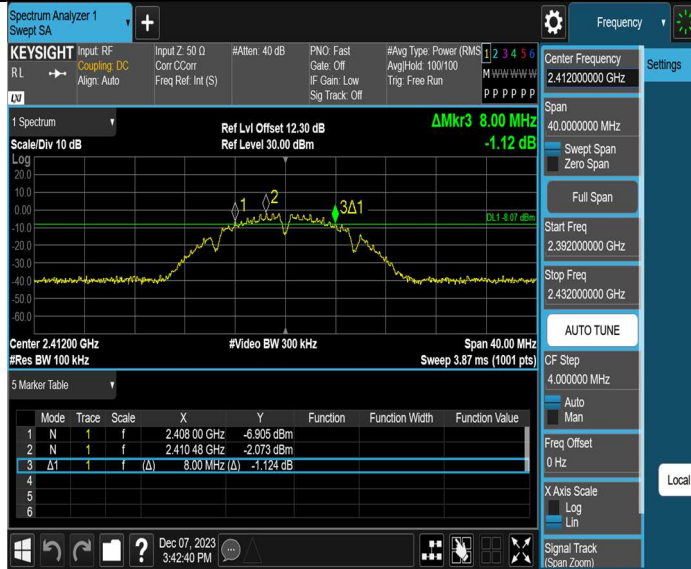 Spectrum Analyzer 1
Swept SA
+
Frequency
KEYSIGHT
RL
LXI
Input: RF
Coupling: DC
Align: Auto
Input Z: 50 Ω
Corr CCorr
Freq Ref: Int (S)
#Atten: 40 dB
PNO: Fast
Gate: Off
IF Gain: Low
Sig Track: Off
#Avg Type: Power (RMS
Avg|Hold: 100/100
Trig: Free Run
1 2 3 4 5 6
M W W W W W
P P P P P P
1 Spectrum
Scale/Div 10 dB
Ref Lvl Offset 12.30 dB
Ref Level 30.00 dBm
ΔMkr3 8.00 MHz
-1.12 dB
Log
20.0
10.0
0.00
-10.0
-20.0
-30.0
-40.0
-50.0
-60.0
1
2
3Δ1
DL1 -8.07 dBm
Center 2.41200 GHz
#Res BW 100 kHz
#Video BW 300 kHz
Span 40.00 MHz
Sweep 3.87 ms (1001 pts)
5 Marker Table
Mode Trace Scale X Y Function Function Width Function Value
1 N 1 f 2.408 00 GHz -6.905 dBm
2 N 1 f 2.410 48 GHz -2.073 dBm
3 Δ1 1 f (Δ) 8.00 MHz (Δ) -1.124 dB
4
5
6
?
Dec 07, 2023
3:42:40 PM
Center Frequency
2.412000000 GHz
Span
40.0000000 MHz
Swept Span
Zero Span
Full Span
Start Freq
2.392000000 GHz
Stop Freq
2.432000000 GHz
AUTO TUNE
CF Step
4.000000 MHz
Auto
Man
Freq Offset
0 Hz
X Axis Scale
Log
Lin
Signal Track
(Span Zoom)
Settings
Local